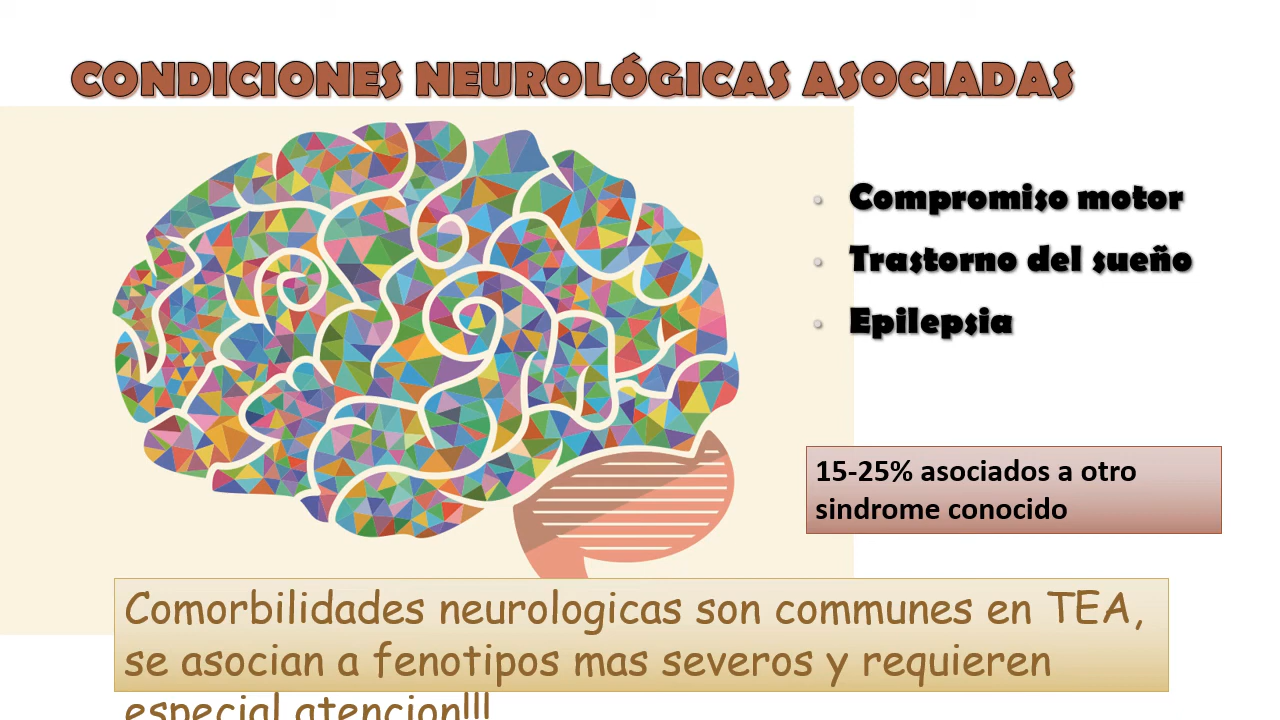 CONDICIONES NEUROLÓGICAS ASOCIADAS
Compromiso motor
Trastorno del sueño
Epilepsia
15-25% asociados a otro
sindrome conocido
Comorbilidades neurologicas son communes en TEA,
se asocian a fenotipos mas severos y requieren
especial atencion!!!